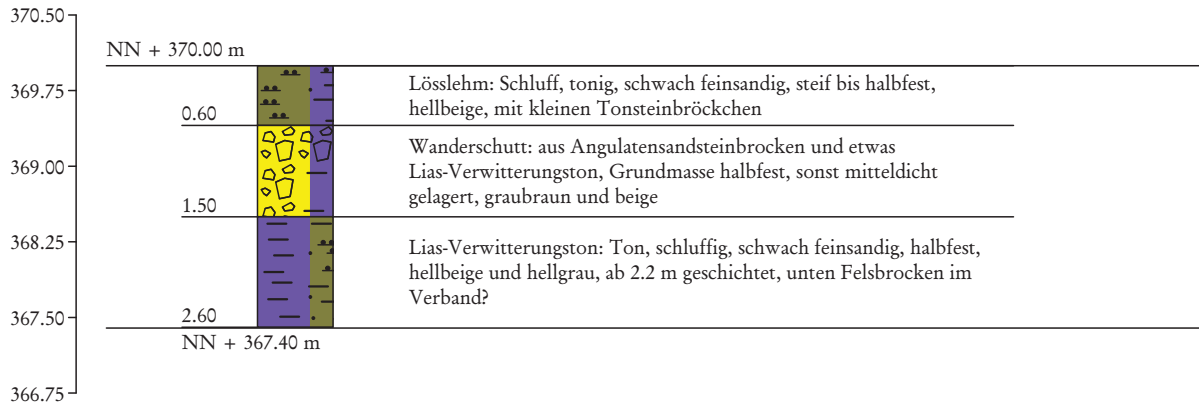 370.50
NN + 370.00 m
369.75
Lösslehm: Schluff, tonig, schwach feinsandig, steif bis halbfest,
hellbeige, mit kleinen Tonsteinbröckchen
0.60
369.00
Wanderschutt: aus Angulatensandsteinbrocken und etwas
Lias-Verwitterungston, Grundmasse halbfest, sonst mitteldicht
gelagert, graubraun und beige
1.50
368.25
Lias-Verwitterungston: Ton, schluffig, schwach feinsandig, halbfest,
hellbeige und hellgrau, ab 2.2 m geschichtet, unten Felsbrocken im
Verband?
367.50
2.60
NN + 367.40 m
366.75